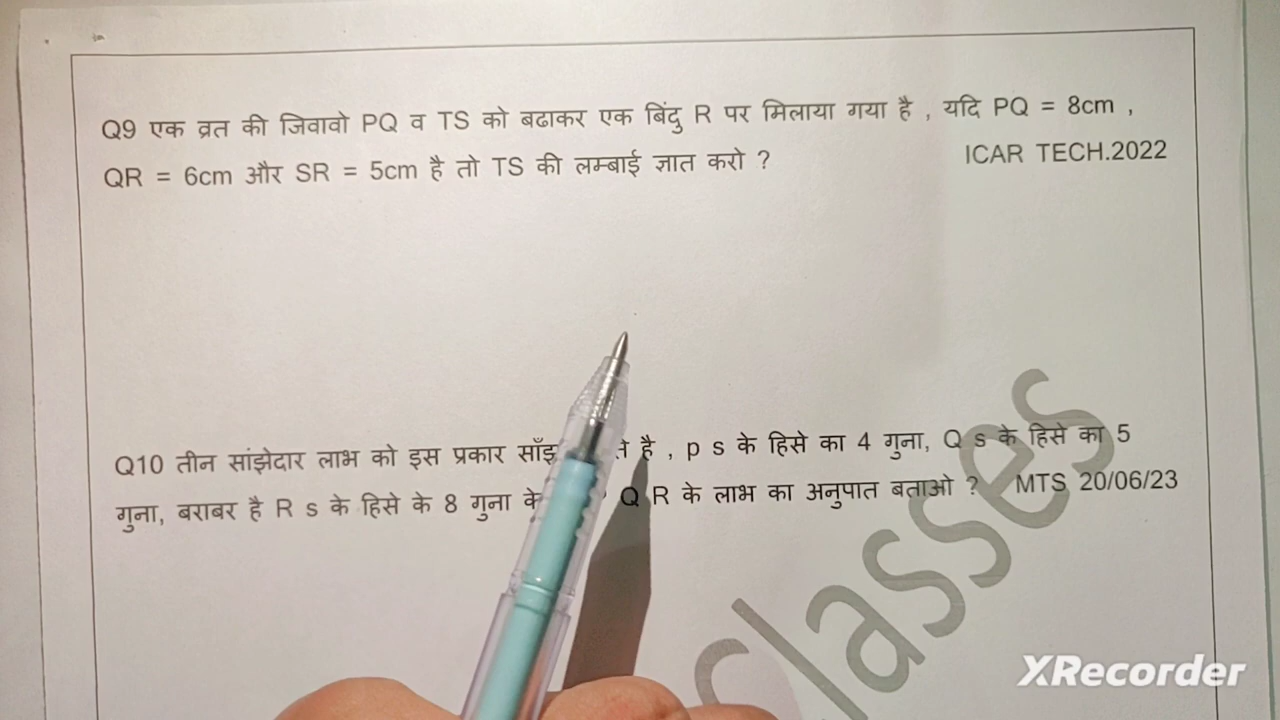 Q9 एक व्रत की जिवावो PQ व TS को बढाकर एक बिंदु R पर मिलाया गया है , यदि PQ = 8cm ,
QR = 6cm और SR = 5cm है तो TS की लम्बाई ज्ञात करो ?
ICAR TECH.2022
Q10 तीन सांझेदार लाभ को इस प्रकार है , p s के हिसे का 4 गुना, Q s के हिसे का 5
गुना, बराबर है R s के हिसे के 8 गुना के Q R के लाभ का अनुपात बताओ ? MTS 20/06/23
classes
XRecorder